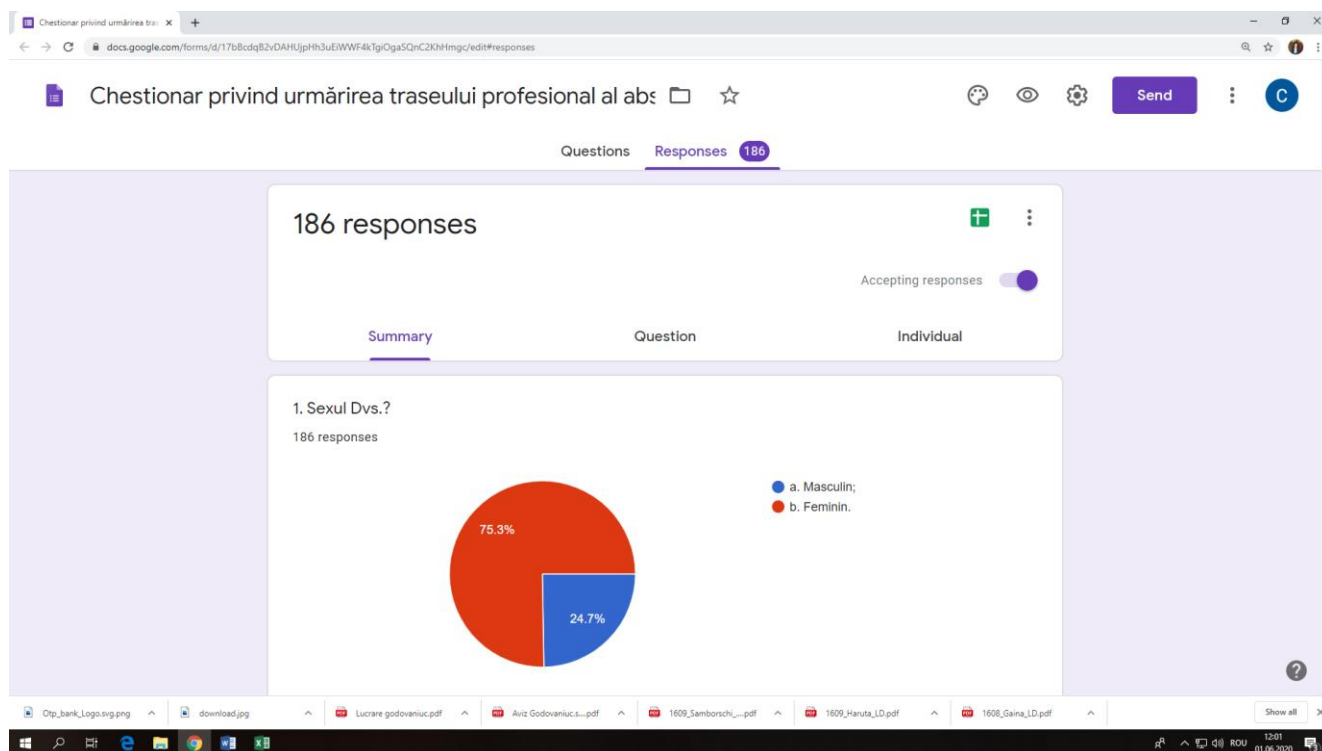 Chestionar privind urmărirea tras
docs.google.com/forms/d/17bBcdqB2vDAHUjpHh3uEiWWF4kTgiOgaSQnC2KhHmgc/edit#responses
Chestionar privind urmărirea traseului profesional al abs
Send
C
Questions Responses 186
186 responses
Accepting responses
Summary Question Individual
1. Sexul Dvs.?
186 responses
a. Masculin;
b. Feminin.
75.3%
24.7%
Otp_bank_Logo.svg.png download.jpg Lucrare godovaniuc.pdf Aviz Godovaniuc.s....pdf 1609_Samborschi_....pdf 1609_Haruta_LD.pdf 1608_Gaina_LD.pdf Show all
ROU 12:01
01.06.2020